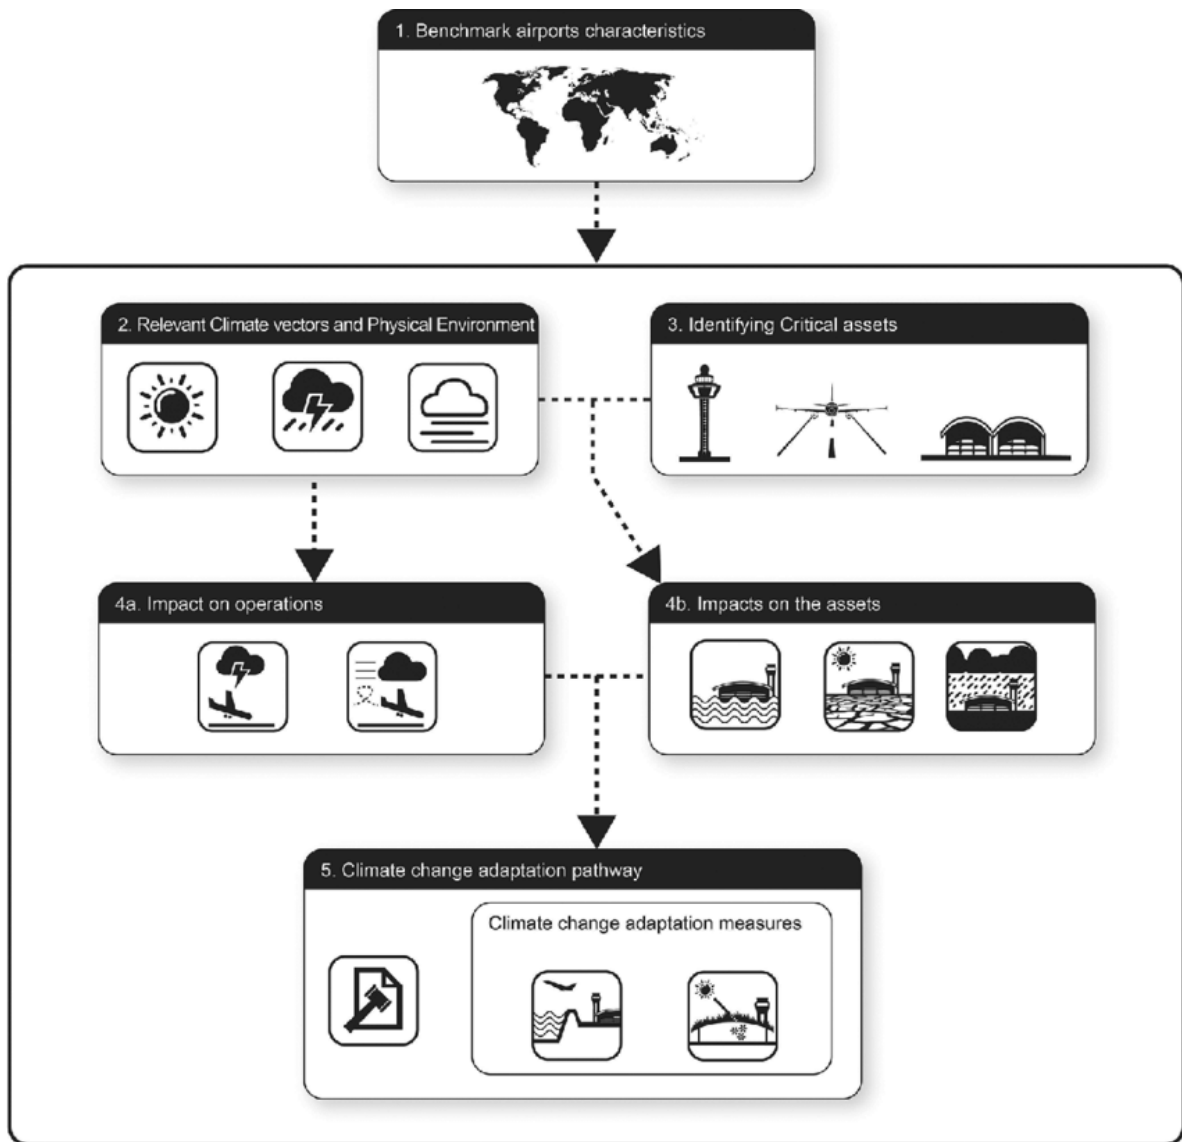 1. Benchmark airports characteristics
2. Relevant Climate vectors and Physical Environment
3. Identifying Critical assets
4a. Impact on operations
4b. Impacts on the assets
5. Climate change adaptation pathway
Climate change adaptation measures